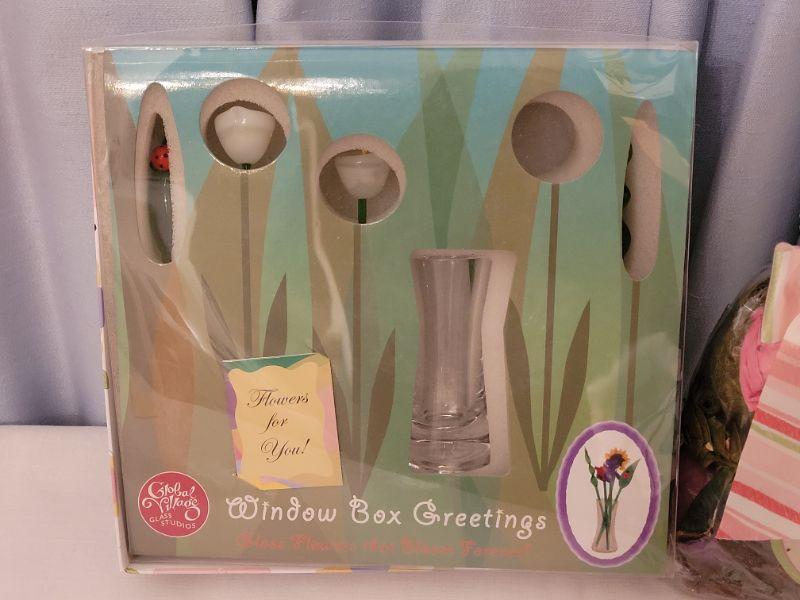 Flowers
for
You!
Global Village
GLASS
STUDIOS
Window Box Greetings
Glass Flowers that Bloom Forever!